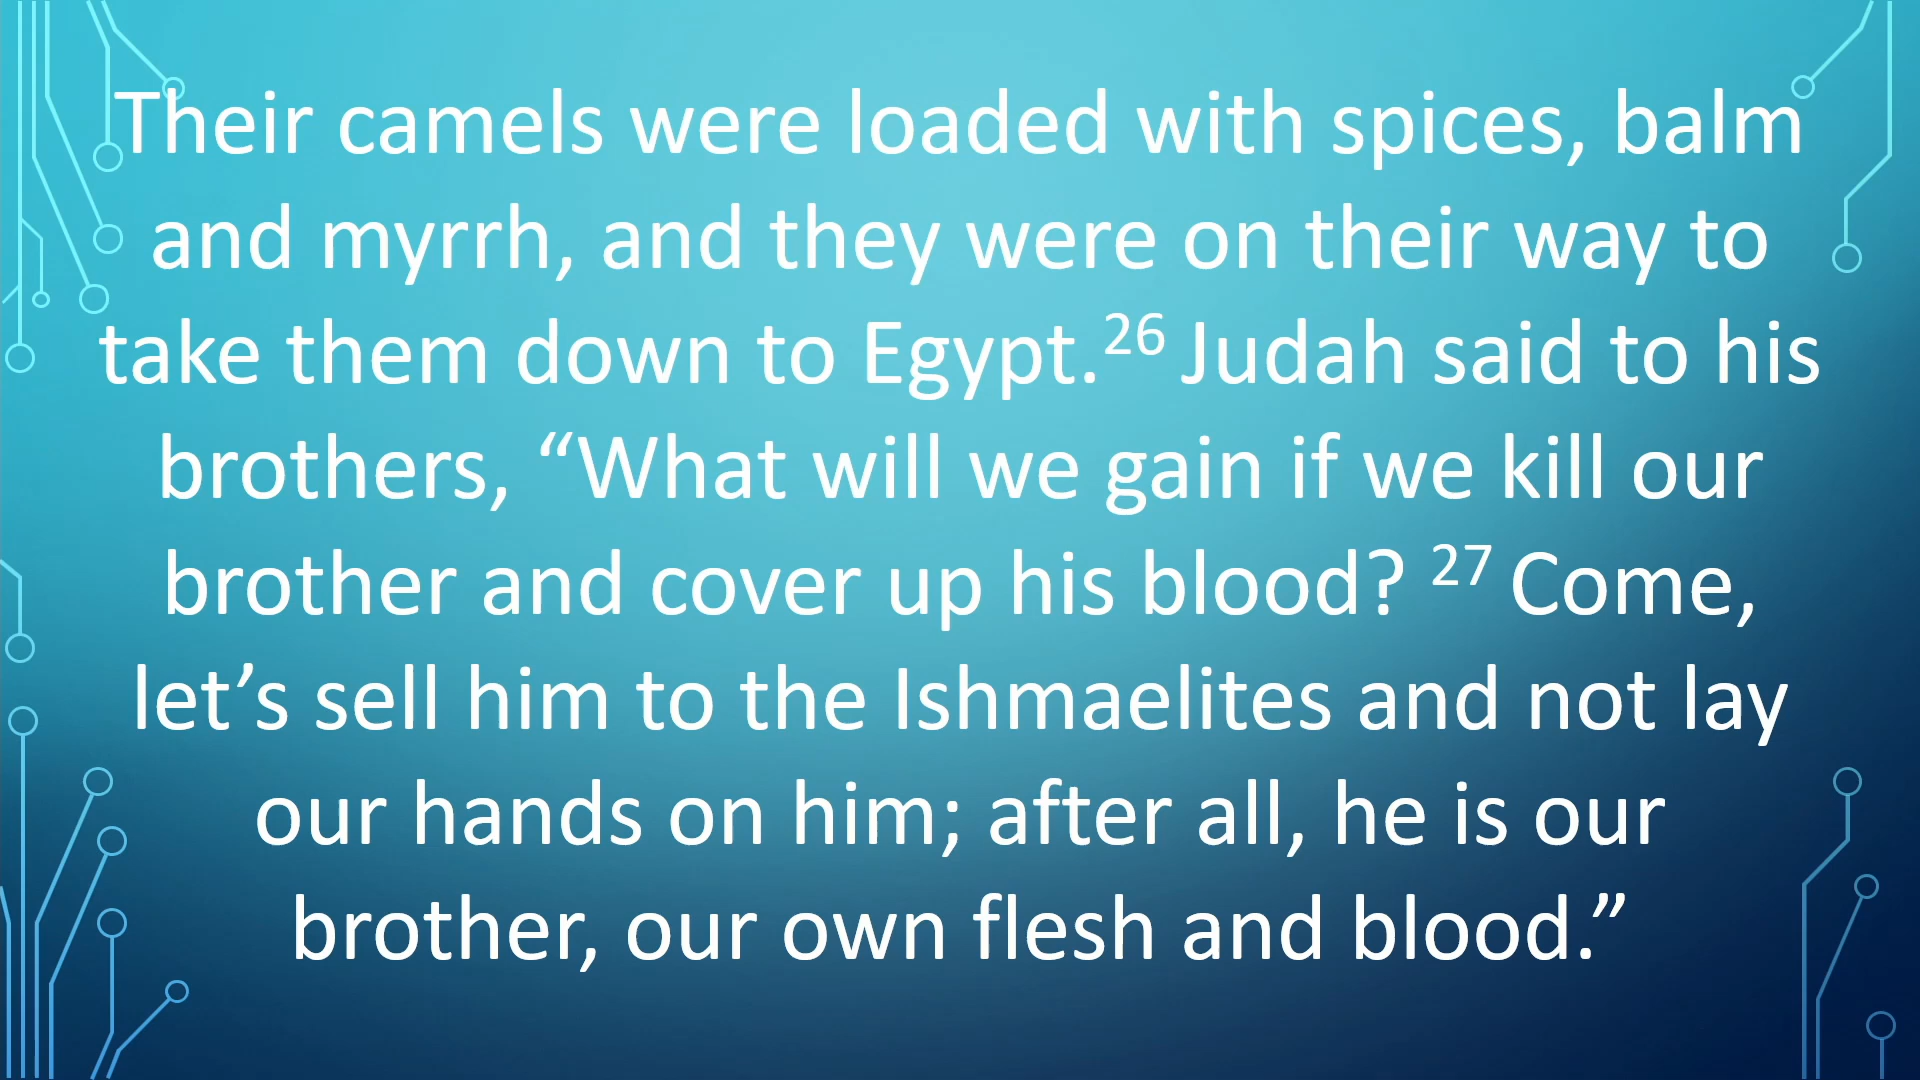 Their camels were loaded with spices, balm
and myrrh, and they were on their way to
take them down to Egypt.²⁶ Judah said to his
brothers, “What will we gain if we kill our
brother and cover up his blood? ²⁷ Come,
let’s sell him to the Ishmaelites and not lay
our hands on him; after all, he is our
brother, our own flesh and blood.”